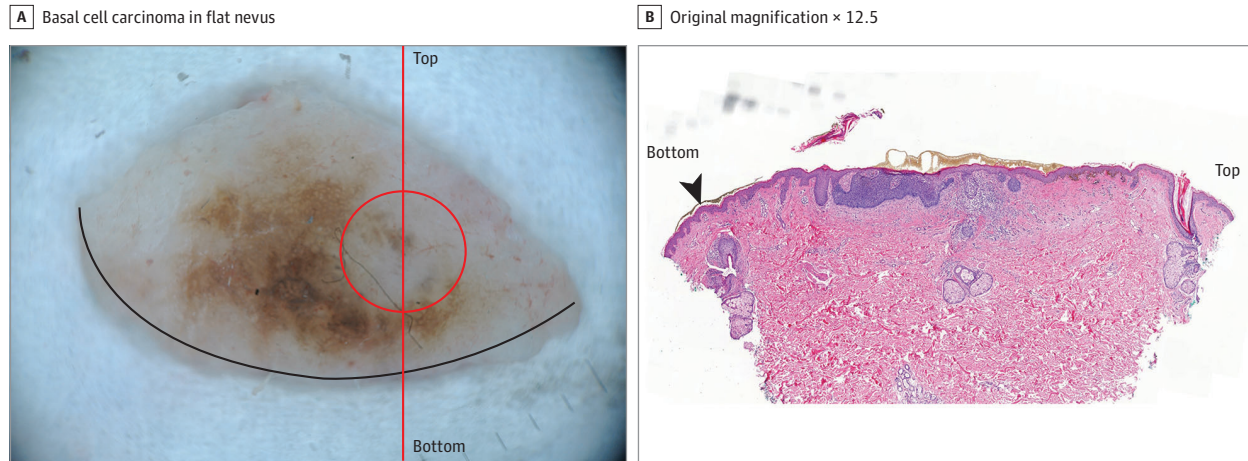 A Basal cell carcinoma in flat nevus
Top
Bottom
B Original magnification × 12.5
Bottom
Top